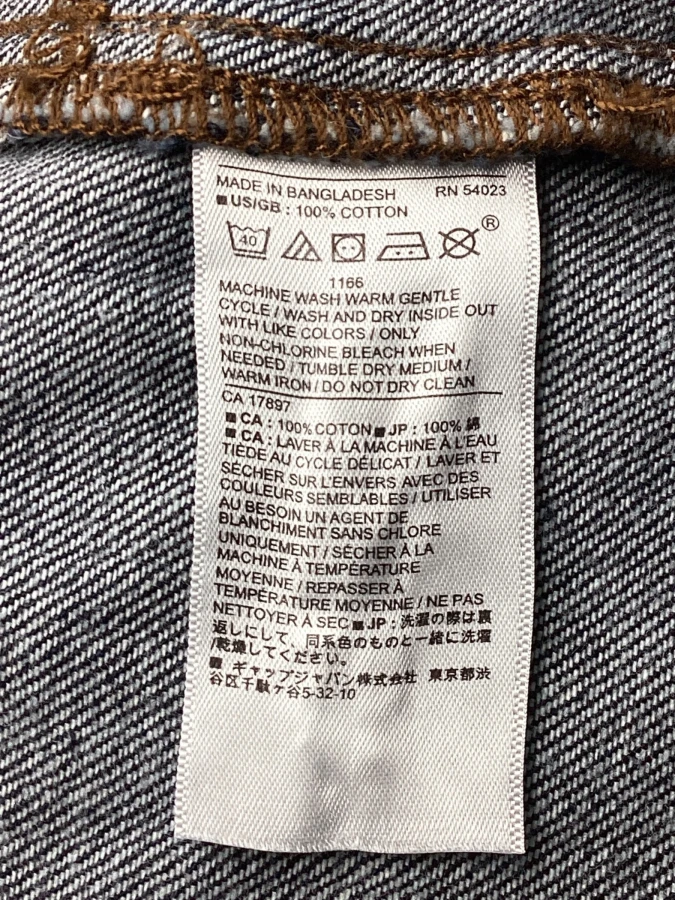 MADE IN BANGLADESH RN 54023
■ US/GB : 100% COTTON
40 ®
1166
MACHINE WASH WARM GENTLE
CYCLE / WASH AND DRY INSIDE OUT
WITH LIKE COLORS / ONLY
NON-CHLORINE BLEACH WHEN
NEEDED / TUMBLE DRY MEDIUM /
WARM IRON / DO NOT DRY CLEAN
CA 17897
■ CA : 100% COTON ■ JP : 100% 綿
■ CA : LAVER À LA MACHINE À L'EAU
TIÈDE AU CYCLE DÉLICAT / LAVER ET
SÉCHER SUR L'ENVERS AVEC DES
COULEURS SEMBLABLES / UTILISER
AU BESOIN UN AGENT DE
BLANCHIMENT SANS CHLORE
UNIQUEMENT / SÉCHER À LA
MACHINE À TEMPÉRATURE
MOYENNE / REPASSER À
TEMPÉRATURE MOYENNE / NE PAS
NETTOYER À SEC ■ JP : 洗濯の際は裏
返しにして、同系色のものと一緒に洗濯
/乾燥してください。
■ ギャップジャパン株式会社 東京都渋
谷区千駄ヶ谷5-32-10